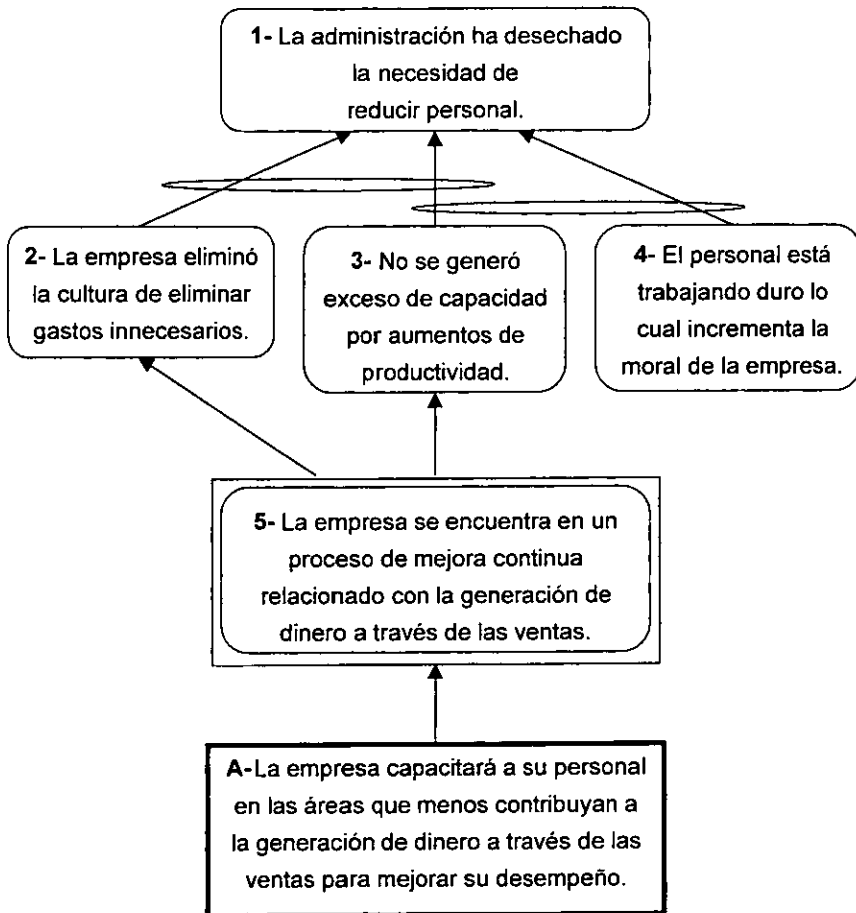 1- La administración ha desechado
la necesidad de
reducir personal.
2- La empresa eliminó
la cultura de eliminar
gastos innecesarios.
3- No se generó
exceso de capacidad
por aumentos de
productividad.
4- El personal está
trabajando duro lo
cual incrementa la
moral de la empresa.
5- La empresa se encuentra en un
proceso de mejora continua
relacionado con la generación de
dinero a través de las ventas.
A-La empresa capacitará a su personal
en las áreas que menos contribuyan a
la generación de dinero a través de las
ventas para mejorar su desempeño.